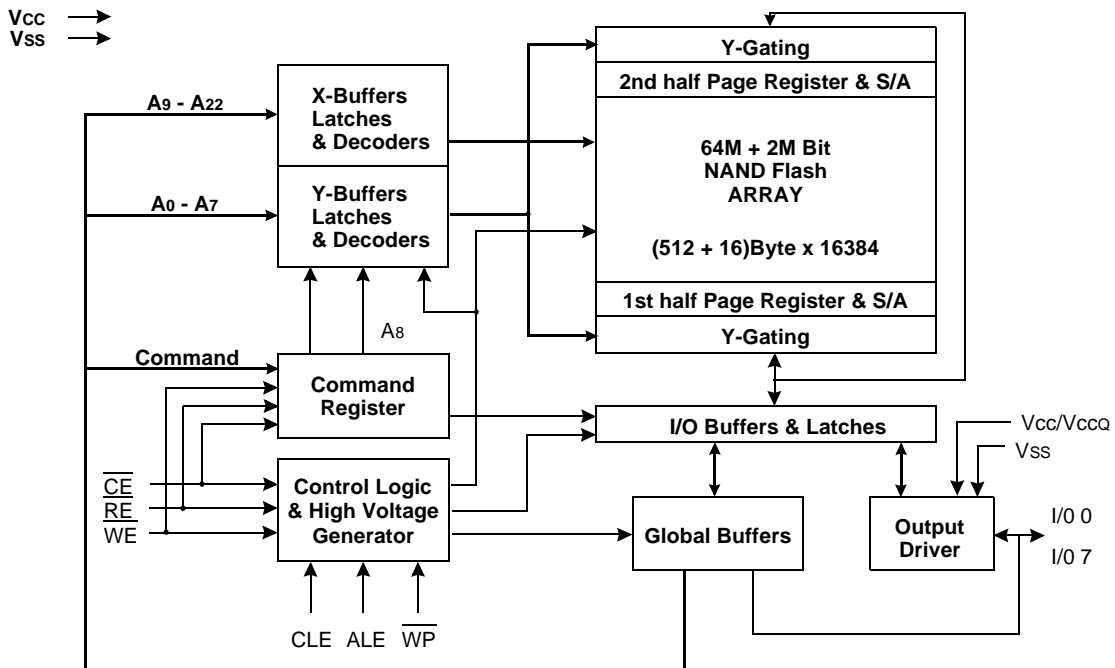 VCC
VSS
A9 - A22
X-Buffers
Latches
& Decoders
A0 - A7
Y-Buffers
Latches
& Decoders
Y-Gating
2nd half Page Register & S/A
64M + 2M Bit
NAND Flash
ARRAY
(512 + 16)Byte x 16384
1st half Page Register & S/A
Y-Gating
A8
Command
Command
Register
I/O Buffers & Latches
VCC/VCCQ
VSS
CE
RE
WE
Control Logic
& High Voltage
Generator
Global Buffers
Output
Driver
I/0 0
I/0 7
CLE
ALE
WP